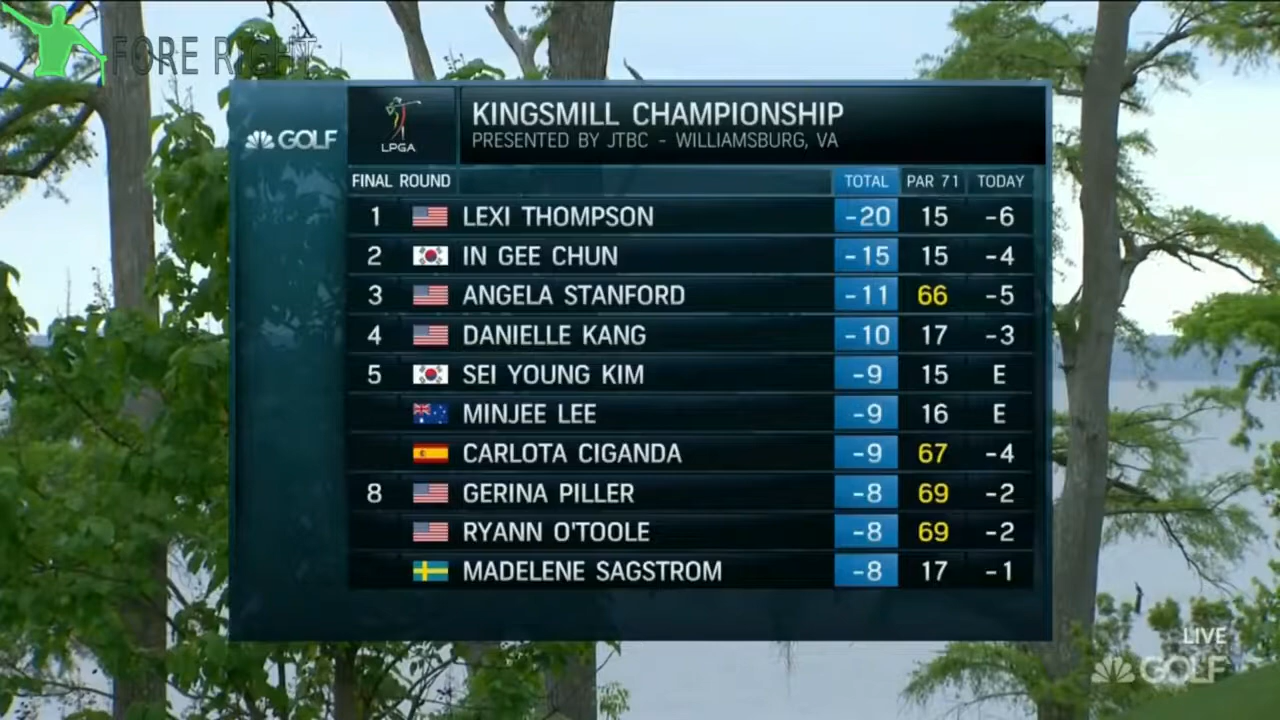 FORE RIGHT
GOLF
LPGA
KINGSMILL CHAMPIONSHIP
PRESENTED BY JTBC - WILLIAMSBURG, VA
FINAL ROUND TOTAL PAR 71 TODAY
1 LEXI THOMPSON -20 15 -6
2 IN GEE CHUN -15 15 -4
3 ANGELA STANFORD -11 66 -5
4 DANIELLE KANG -10 17 -3
5 SEI YOUNG KIM -9 15 E
MINJEE LEE -9 16 E
CARLOTA CIGANDA -9 67 -4
8 GERINA PILLER -8 69 -2
RYANN O'TOOLE -8 69 -2
MADELENE SAGSTROM -8 17 -1
LIVE
GOLF